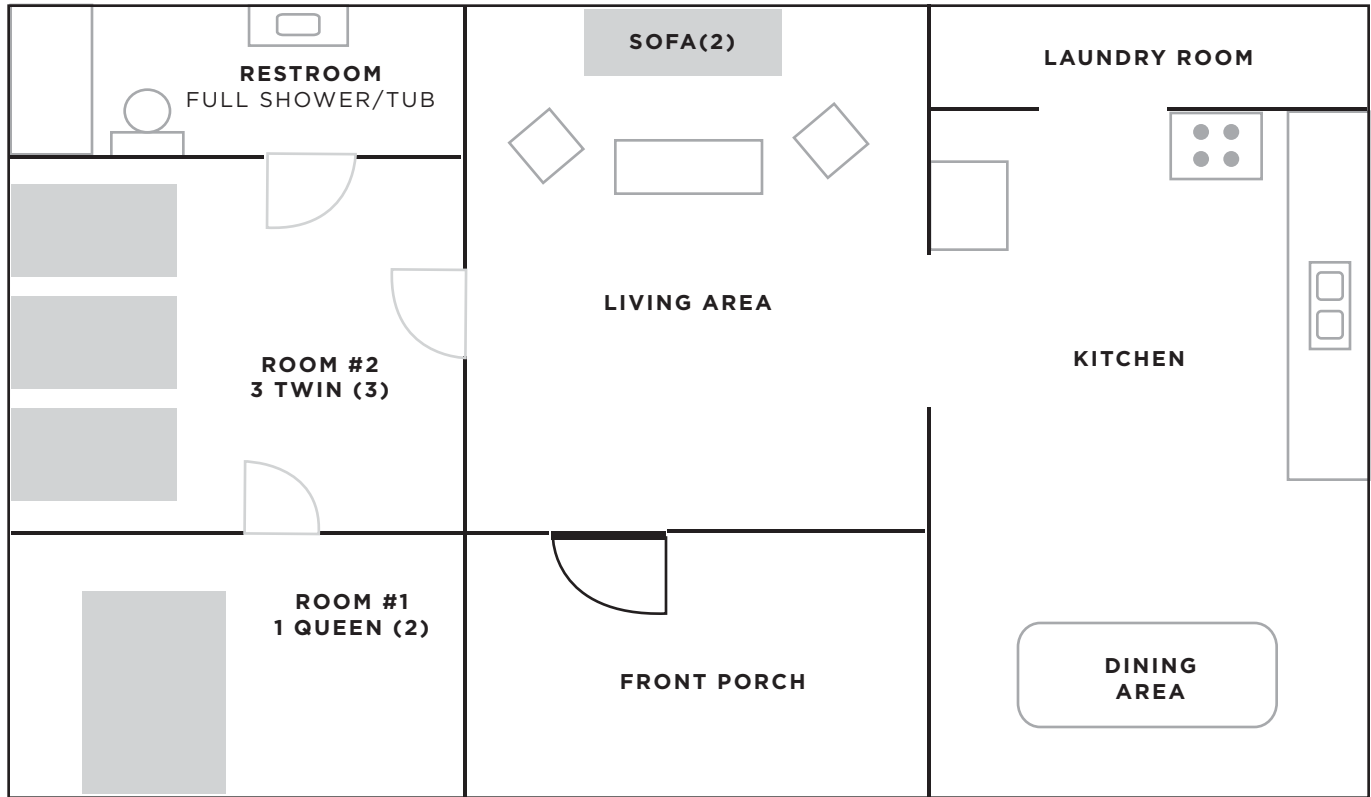 SOFA(2)
LAUNDRY ROOM
RESTROOM
FULL SHOWER/TUB
LIVING AREA
KITCHEN
ROOM #2
3 TWIN (3)
ROOM #1
1 QUEEN (2)
FRONT PORCH
DINING
AREA